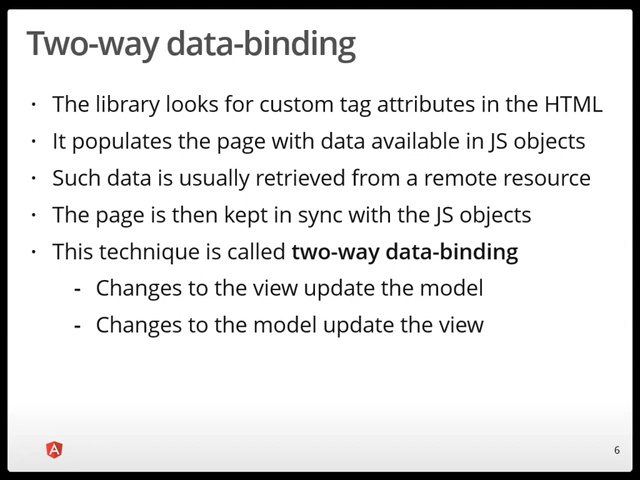 Two-way data-binding
· The library looks for custom tag attributes in the HTML
· It populates the page with data available in JS objects
· Such data is usually retrieved from a remote resource
· The page is then kept in sync with the JS objects
· This technique is called two-way data-binding
- Changes to the view update the model
- Changes to the model update the view
A
6